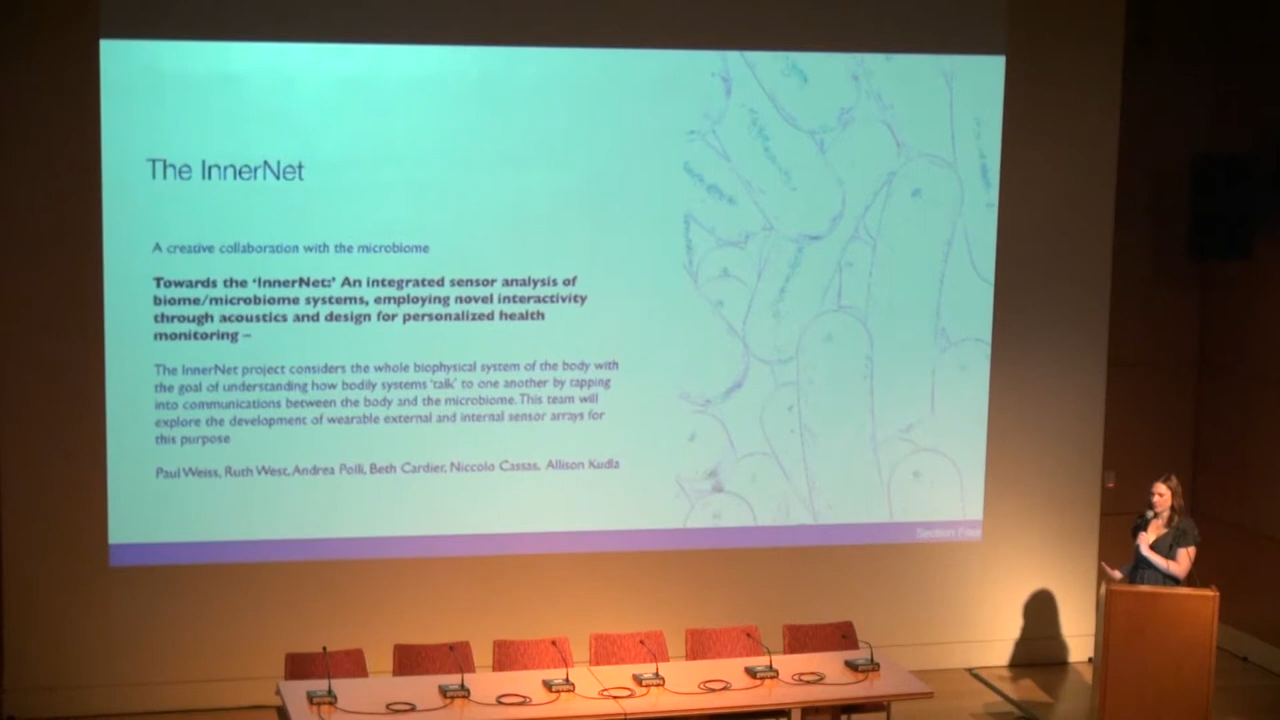 The InnerNet
A creative collaboration with the microbiome
Towards the 'InnerNet:' An integrated sensor analysis of
biome/microbiome systems, employing novel interactivity
through acoustics and design for personalized health
monitoring –
The InnerNet project considers the whole biophysical system of the body with
the goal of understanding how bodily systems 'talk' to one another by tapping
into communications between the body and the microbiome. This team will
explore the development of wearable external and internal sensor arrays for
this purpose
Paul Weiss, Ruth West, Andrea Polli, Beth Cardier, Niccolo Cassas, Allison Kudla
Section